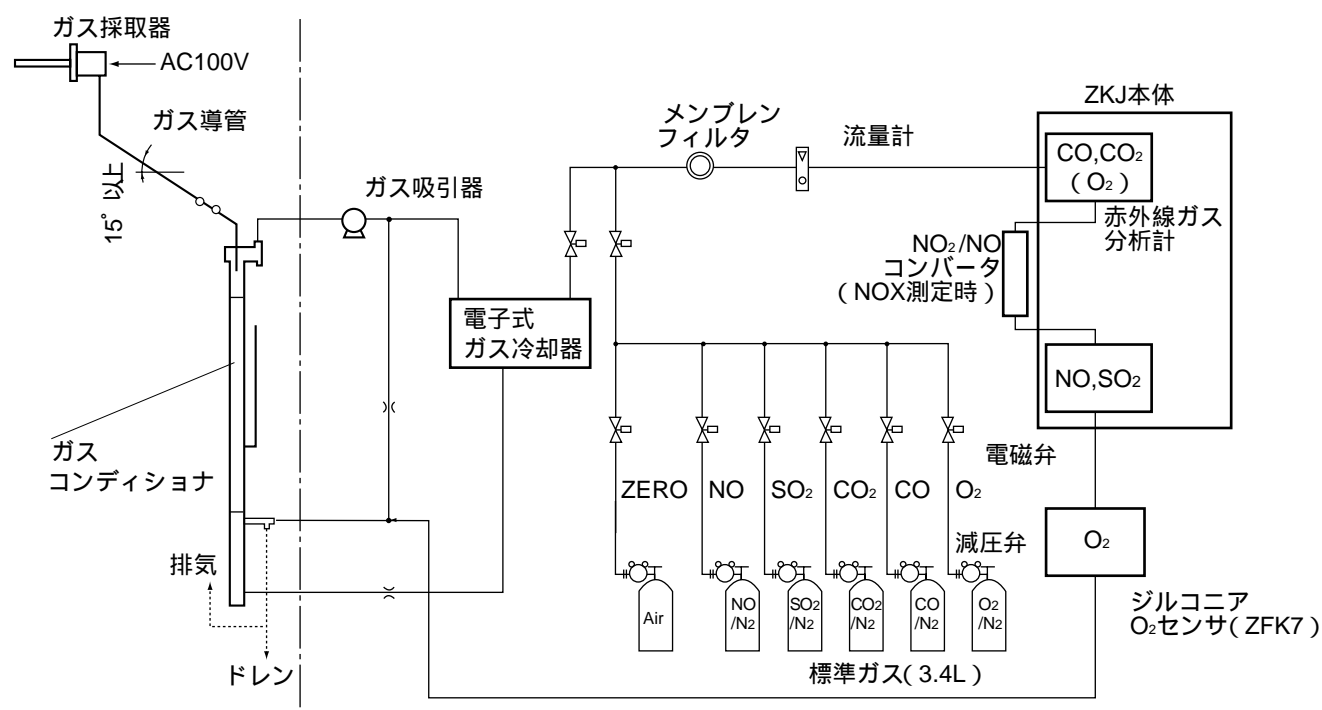 ガス採取器
AC100V
ガス導管
15°以上
ガス吸引器
メンブレン
フィルタ
流量計
ZKJ本体
CO,CO2
(O2)
赤外線ガス
分析計
NO2/NO
コンバータ
(NOX測定時)
電子式
ガス冷却器
NO,SO2
ガス
コンディショナ
電磁弁
ZERO
NO
SO2
CO2
CO
O2
減圧弁
O2
排気
Air
NO
/N2
SO2
/N2
CO2
/N2
CO
/N2
O2
/N2
ジルコニア
O2センサ(ZFK7)
標準ガス(3.4L)
ドレン